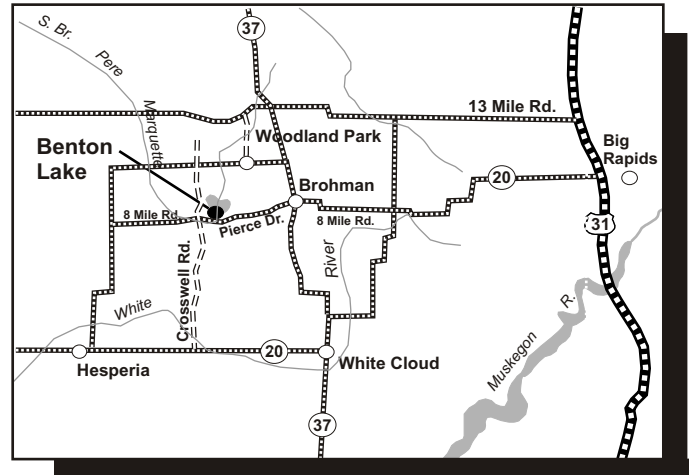 S. Br.
Pere
Marquette
37
13 Mile Rd.
Woodland Park
Big
Rapids
Benton
Lake
20
Brohman
8 Mile Rd.
Pierce Dr.
8 Mile Rd.
31
River
Crosswell Rd.
White
R.
Muskegon
20
White Cloud
Hesperia
37